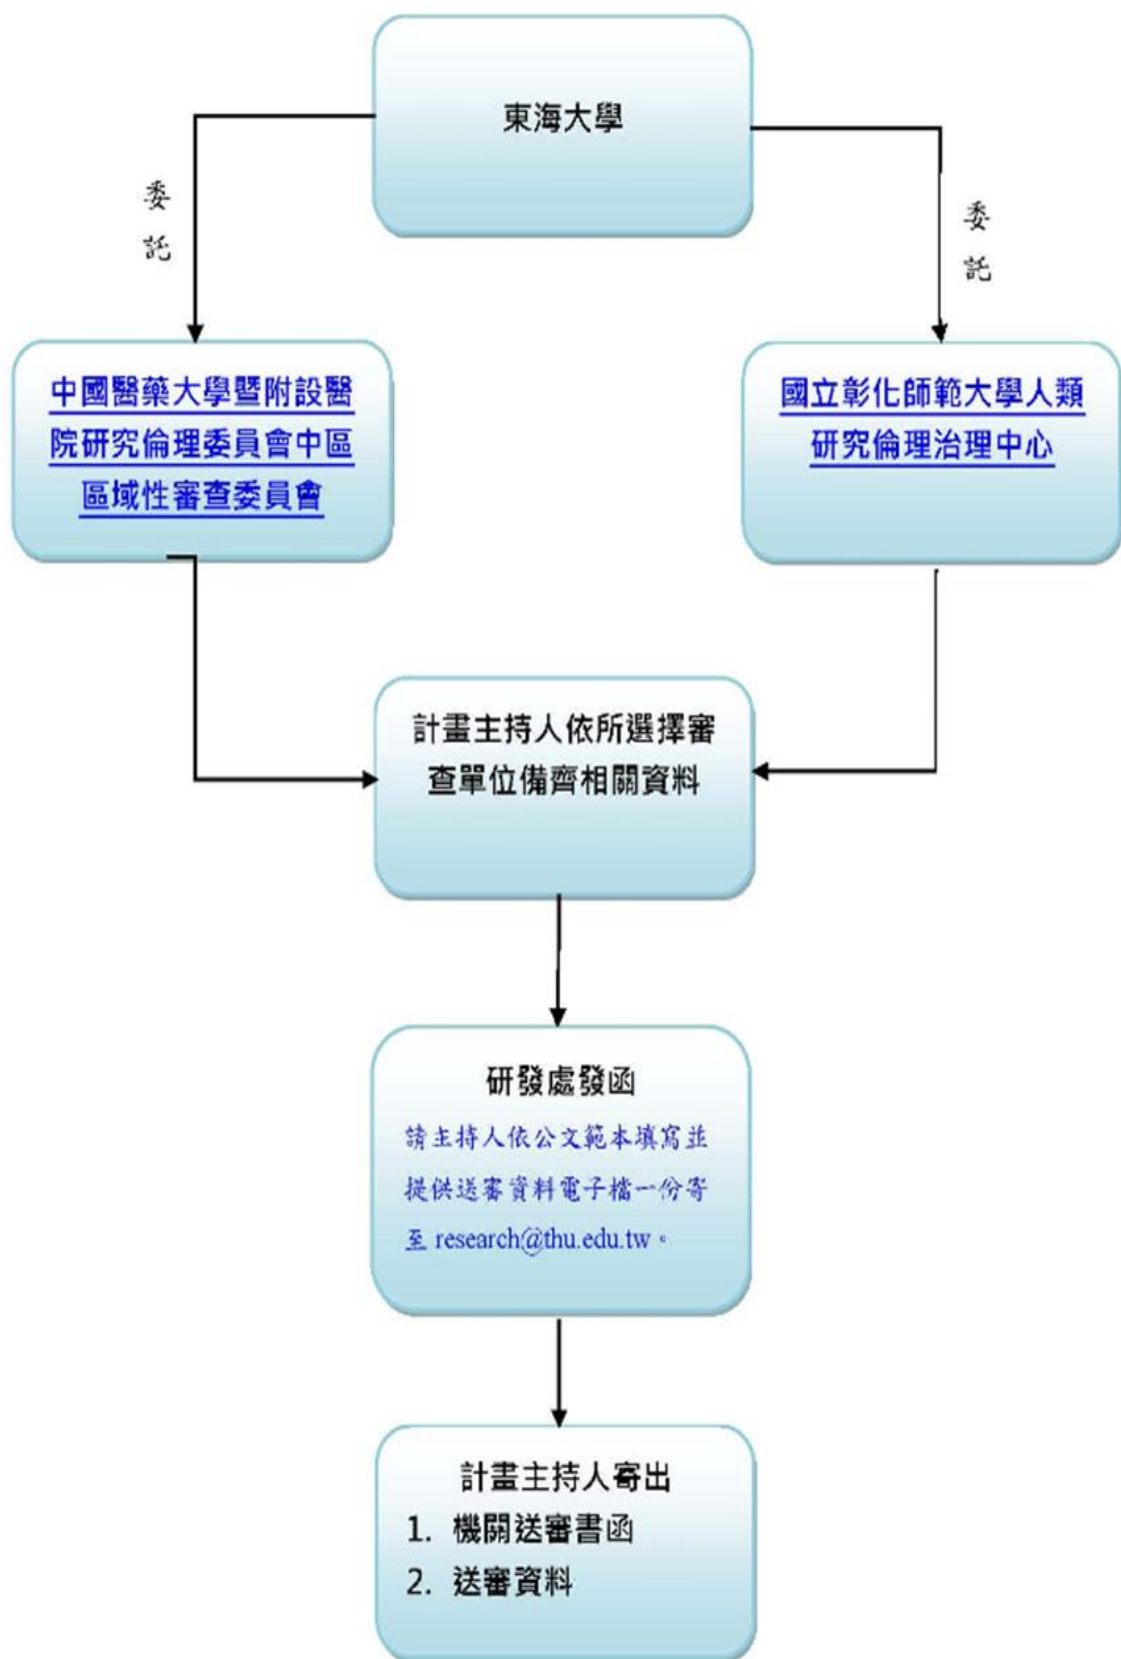 東海大學
委
託
委
託
中國醫藥大學暨附設醫
院研究倫理委員會中區
區域性審查委員會
國立彰化師範大學人類
研究倫理治理中心
計畫主持人依所選擇審
查單位備齊相關資料
研發處發函
請主持人依公文範本填寫並
提供送審資料電子檔一份寄
至 research@thu.edu.tw。
計畫主持人寄出
1. 機關送審書函
2. 送審資料